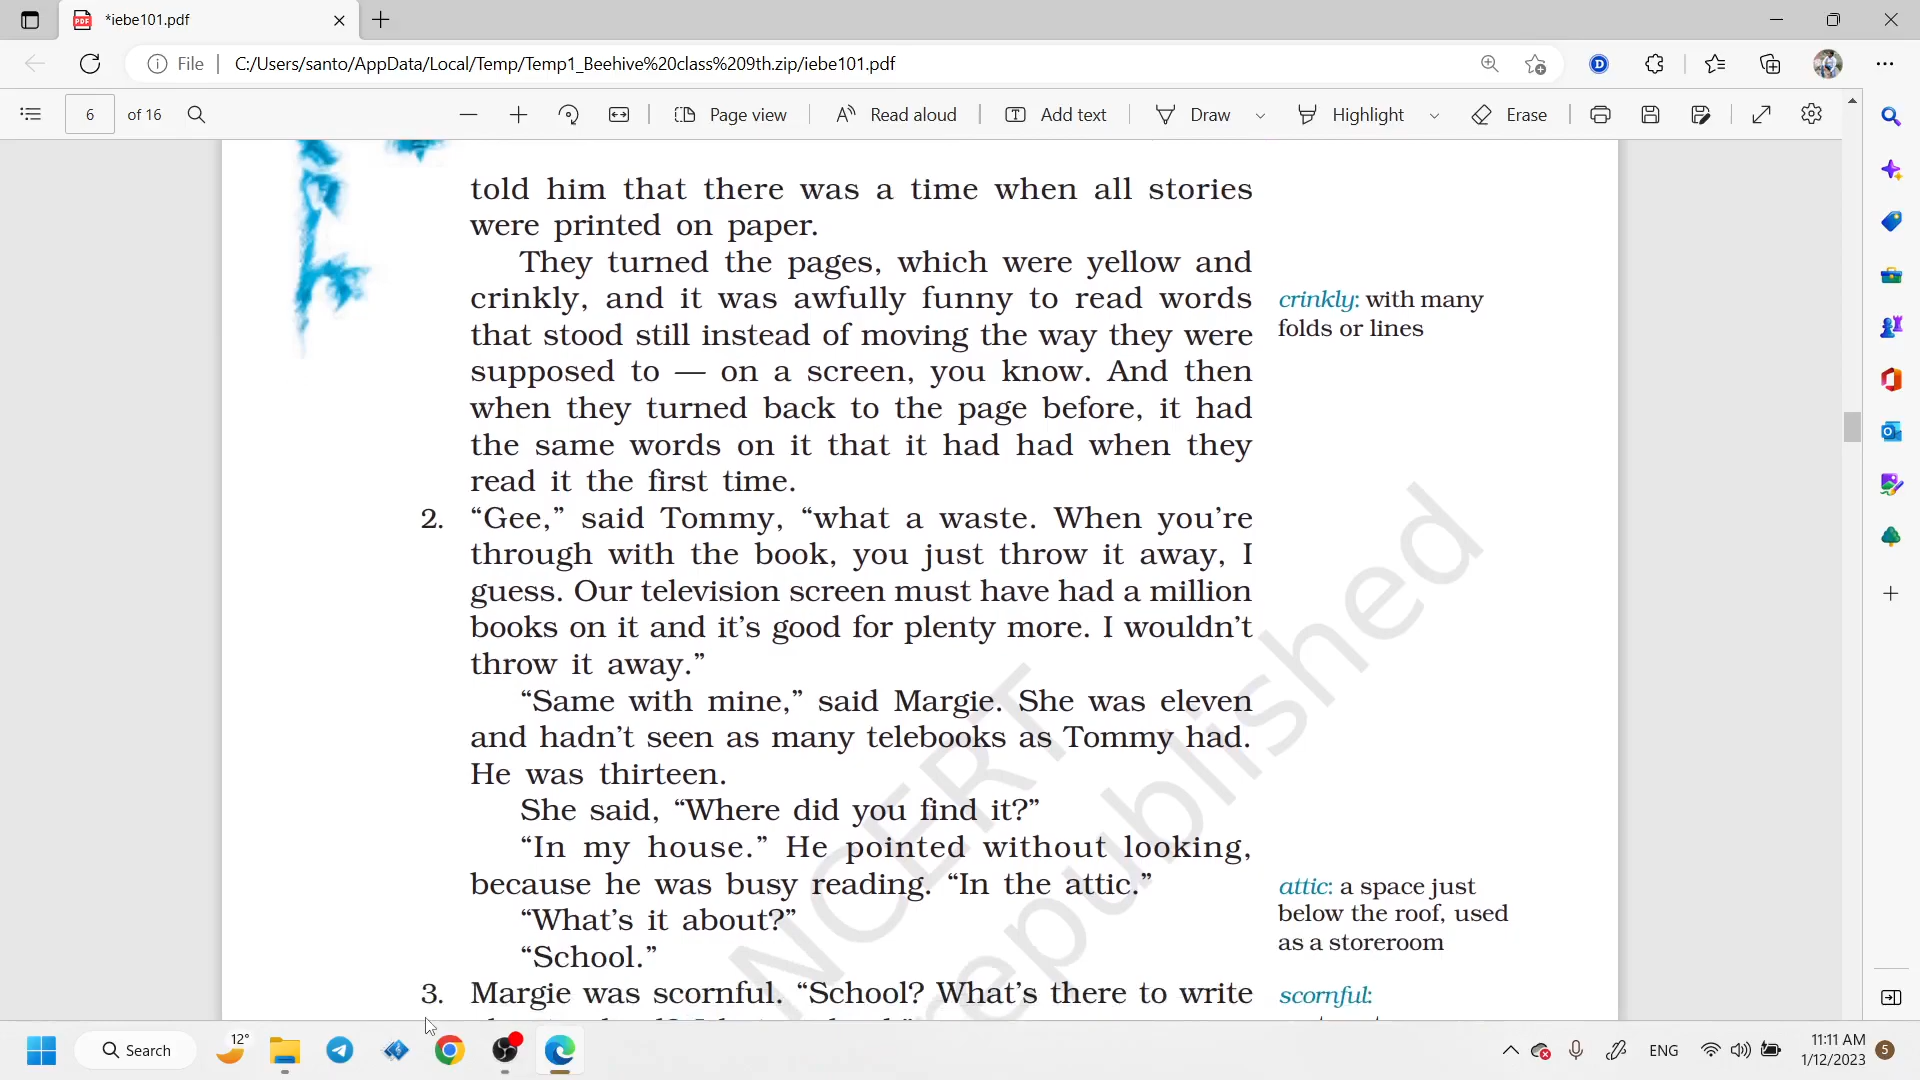 *iebe101.pdf
File
C:/Users/santo/AppData/Local/Temp/Temp1_Beehive%20class%209th.zip/iebe101.pdf
6 of 16
Page view
Read aloud
Add text
Draw
Highlight
Erase
told him that there was a time when all stories
were printed on paper.
They turned the pages, which were yellow and
crinkly, and it was awfully funny to read words
that stood still instead of moving the way they were
supposed to — on a screen, you know. And then
when they turned back to the page before, it had
the same words on it that it had had when they
read it the first time.
crinkly: with many
folds or lines
2. “Gee,” said Tommy, “what a waste. When you’re
through with the book, you just throw it away, I
guess. Our television screen must have had a million
books on it and it’s good for plenty more. I wouldn’t
throw it away.”
“Same with mine,” said Margie. She was eleven
and hadn’t seen as many telebooks as Tommy had.
He was thirteen.
She said, “Where did you find it?”
“In my house.” He pointed without looking,
because he was busy reading. “In the attic.”
“What’s it about?”
“School.”
attic: a space just
below the roof, used
as a storeroom
3. Margie was scornful. “School? What’s there to write
scornful:
NCERT
republished
Search
12°
ENG
11:11 AM
1/12/2023
5